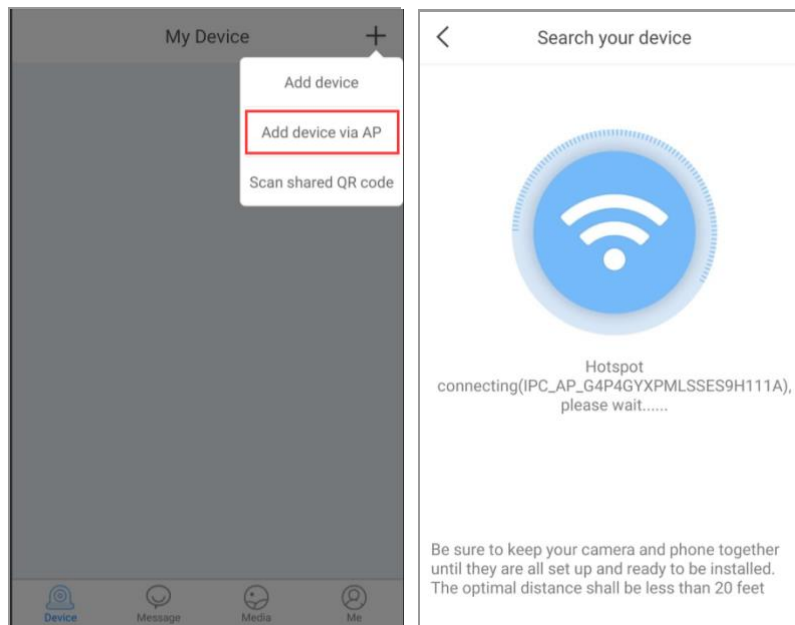 My Device
Add device
Add device via AP
Scan shared QR code
Device
Message
Media
Me
Search your device
Hotspot
connecting(IPC_AP_G4P4GYXPMLSSES9H111A),
please wait......
Be sure to keep your camera and phone together
until they are all set up and ready to be installed.
The optimal distance shall be less than 20 feet